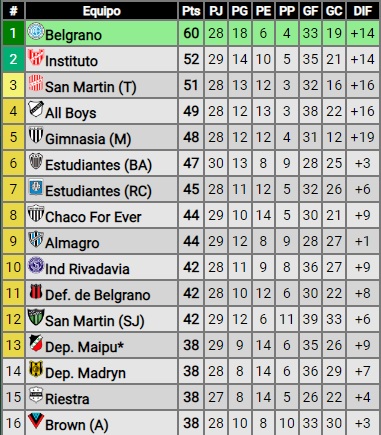 # Equipo Pts PJ PG PE PP GF GC DIF
1 Belgrano 60 28 18 6 4 33 19 +14
2 Instituto 52 29 14 10 5 35 21 +14
3 San Martin (T) 51 28 13 12 3 32 16 +16
4 All Boys 49 28 12 13 3 38 22 +16
5 Gimnasia (M) 48 28 12 12 4 31 12 +19
6 Estudiantes (BA) 47 30 13 8 9 28 25 +3
7 Estudiantes (RC) 45 28 11 12 5 32 26 +6
8 Chaco For Ever 44 29 10 14 5 30 21 +9
9 Almagro 44 29 12 8 9 28 27 +1
10 Ind Rivadavia 42 28 11 9 8 36 27 +9
11 Def. de Belgrano 42 28 10 12 6 30 22 +8
12 San Martin (SJ) 42 29 12 6 11 39 33 +6
13 Dep. Maipu* 38 29 9 14 6 35 26 +9
14 Dep. Madryn 38 28 8 14 6 36 29 +7
15 Riestra 38 27 8 14 5 26 22 +4
16 Brown (A) 38 28 10 8 10 33 30 +3